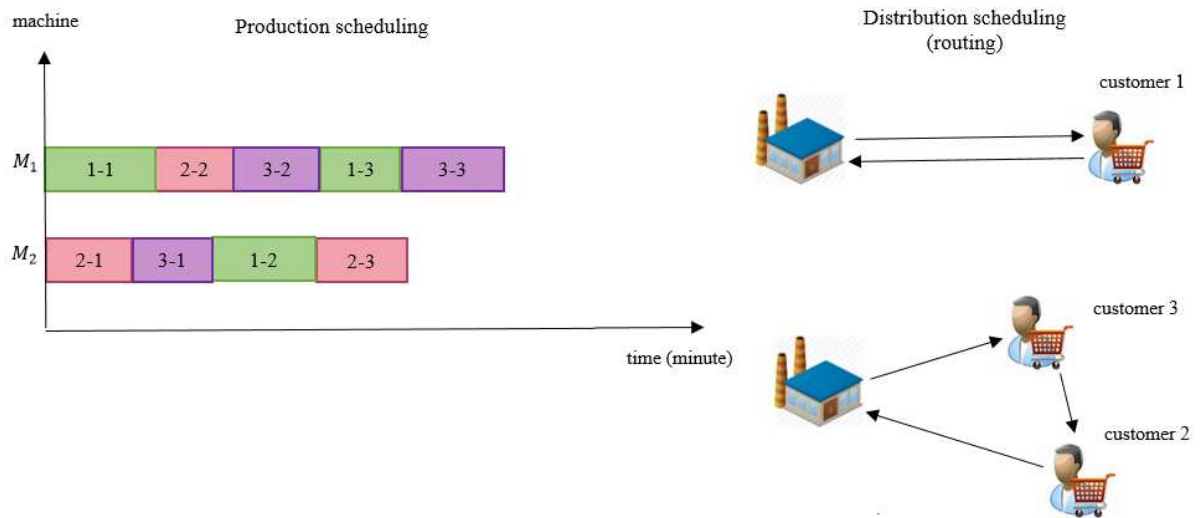 machine
Production scheduling
M₁
1-1
2-2
3-2
1-3
3-3
M₂
2-1
3-1
1-2
2-3
time (minute)
Distribution scheduling
(routing)
customer 1
customer 3
customer 2